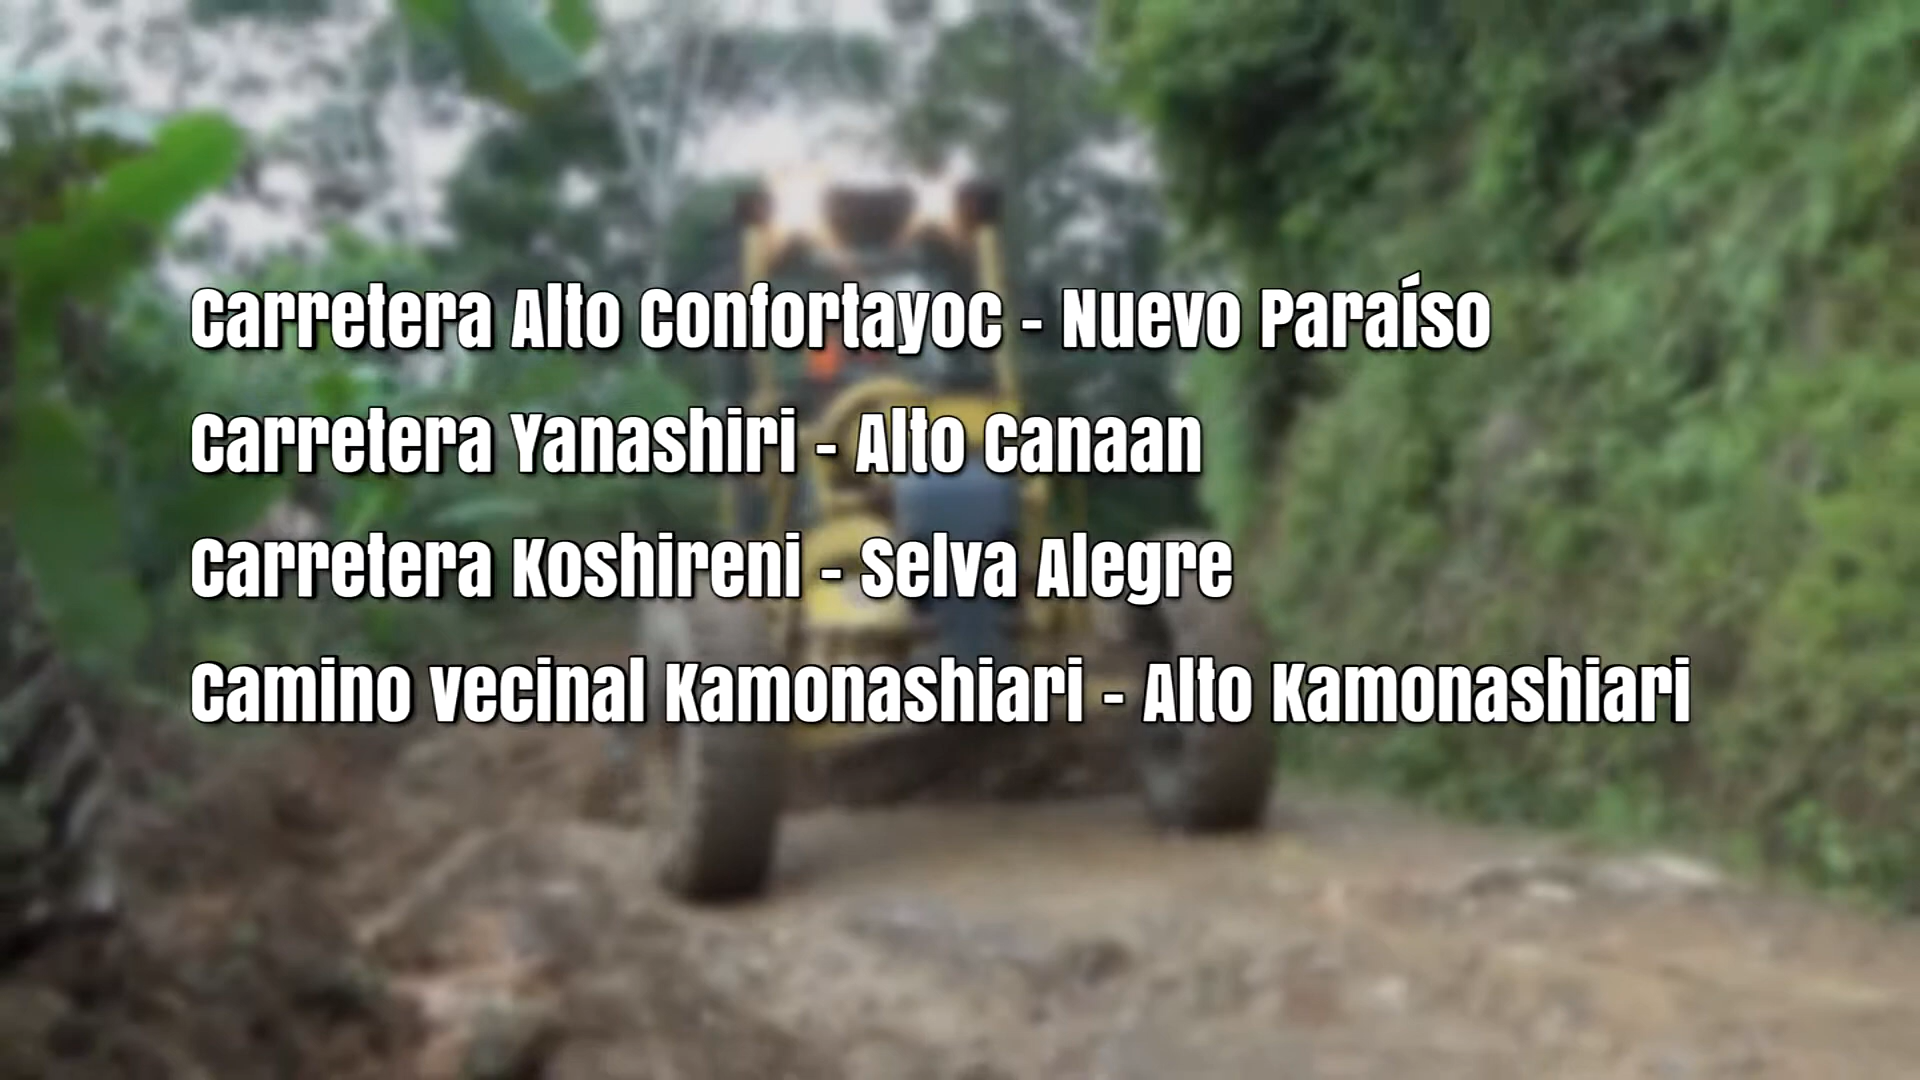 Carretera Alto Confortayoc - Nuevo Paraíso
Carretera Yanashiri - Alto Canaan
Carretera Koshireni - Selva Alegre
Camino vecinal Kamonashiari - Alto Kamonashiari